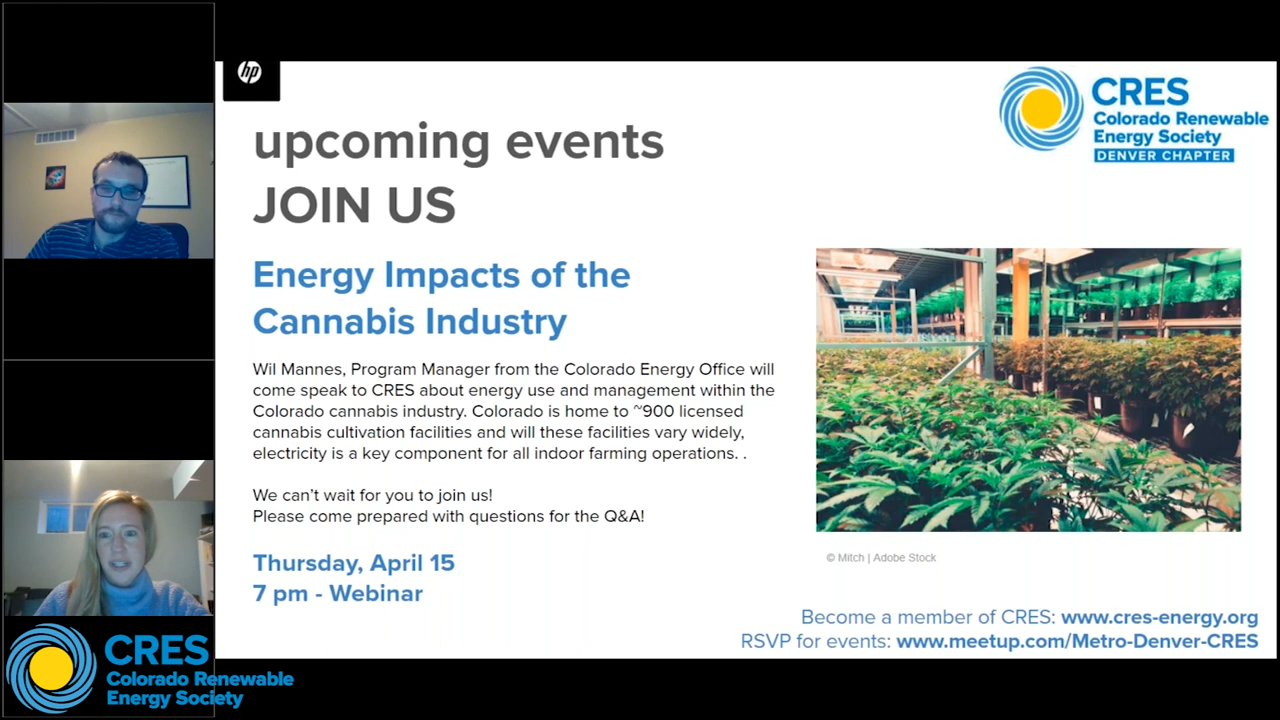 hp
upcoming events
JOIN US
CRES
Colorado Renewable
Energy Society
DENVER CHAPTER
Energy Impacts of the
Cannabis Industry
Wil Mannes, Program Manager from the Colorado Energy Office will
come speak to CRES about energy use and management within the
Colorado cannabis industry. Colorado is home to ~900 licensed
cannabis cultivation facilities and will these facilities vary widely,
electricity is a key component for all indoor farming operations. .
We can't wait for you to join us!
Please come prepared with questions for the Q&A!
Thursday, April 15
7 pm - Webinar
© Mitch | Adobe Stock
Become a member of CRES: www.cres-energy.org
RSVP for events: www.meetup.com/Metro-Denver-CRES
CRES
Colorado Renewable
Energy Society